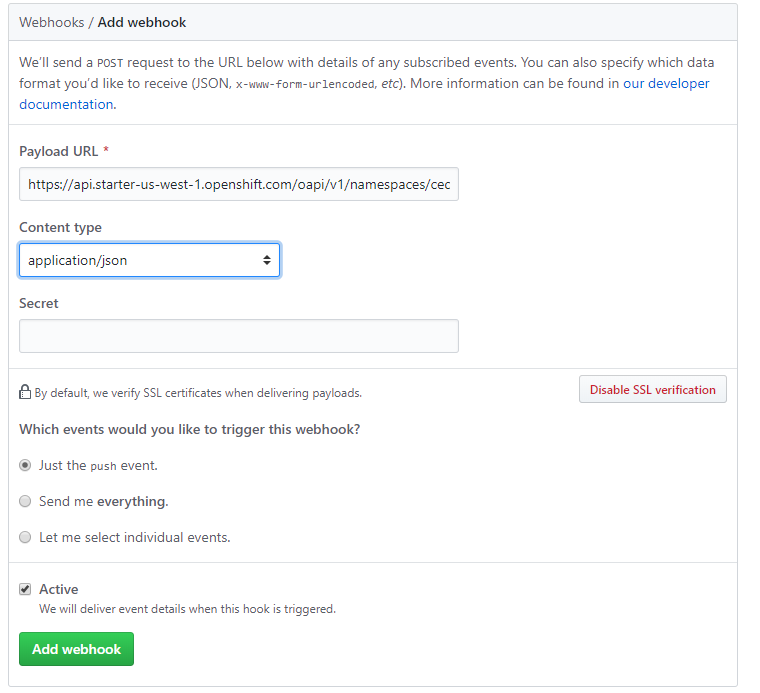 Webhooks / Add webhook
We’ll send a POST request to the URL below with details of any subscribed events. You can also specify which data
format you’d like to receive (JSON, x-www-form-urlencoded, etc). More information can be found in our developer
documentation.
Payload URL *
https://api.starter-us-west-1.openshift.com/oapi/v1/namespaces/cec
Content type
application/json
Secret
By default, we verify SSL certificates when delivering payloads.
Disable SSL verification
Which events would you like to trigger this webhook?
Just the push event.
Send me everything.
Let me select individual events.
Active
We will deliver event details when this hook is triggered.
Add webhook